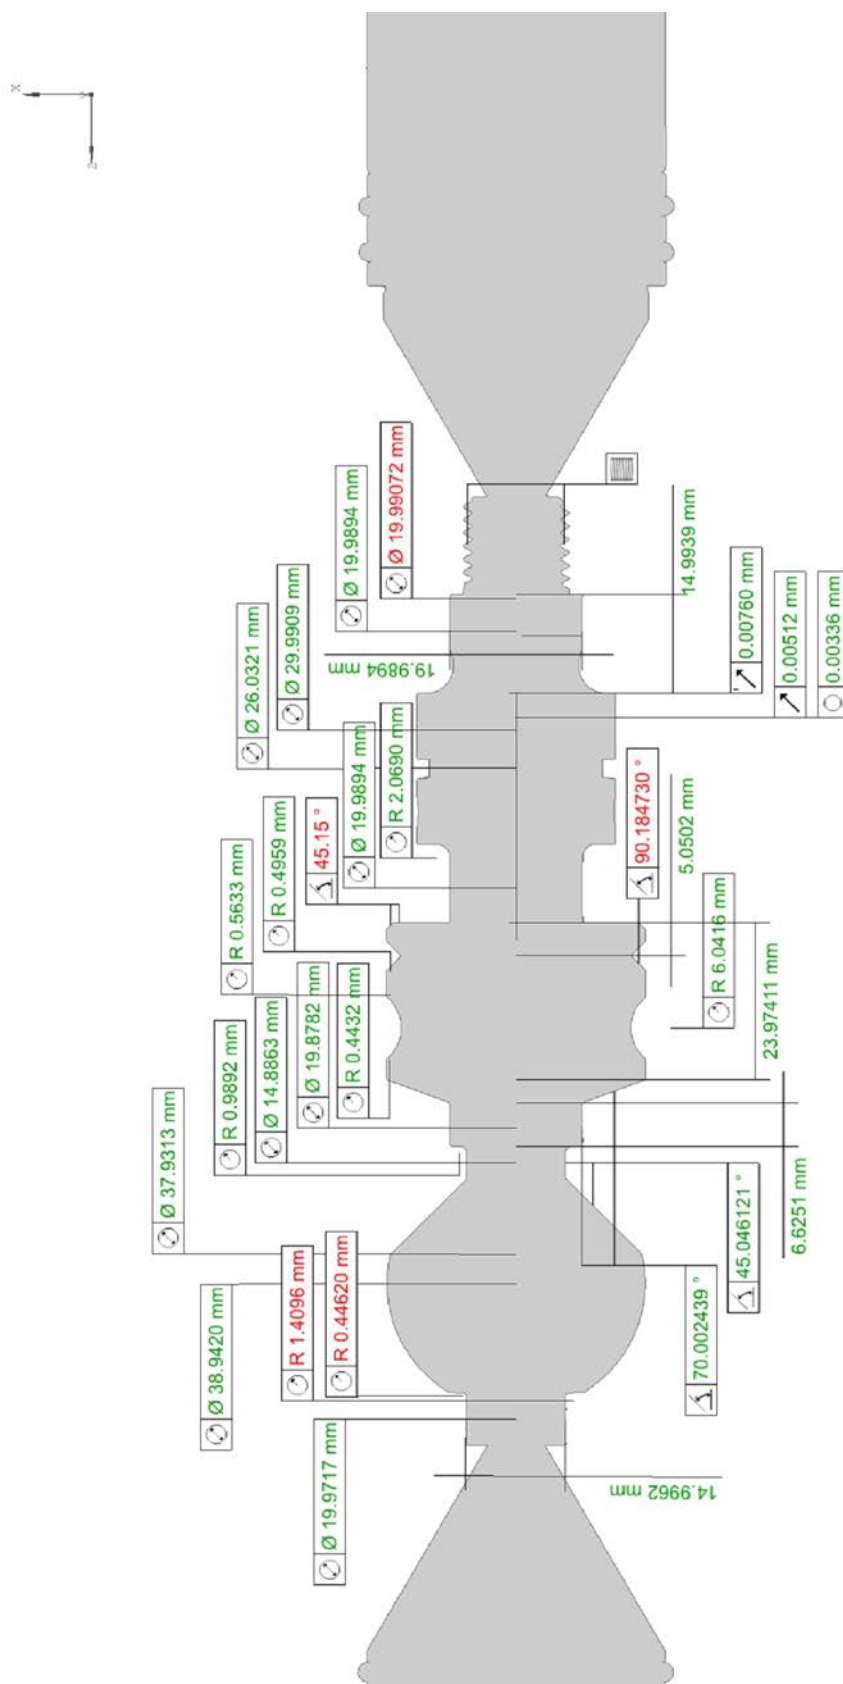 X
Z
Ø 19.99072 mm
Ø 19.9894 mm
Ø 29.9909 mm
Ø 26.0321 mm
19.9894 mm
14.9939 mm
0.00760 mm
0.00512 mm
0.00336 mm
R 2.0690 mm
Ø 19.9894 mm
45.15 °
R 0.4959 mm
R 0.5633 mm
90.184730 °
5.0502 mm
R 6.0416 mm
23.97411 mm
R 0.4432 mm
Ø 19.8782 mm
Ø 14.8863 mm
R 0.9892 mm
Ø 37.9313 mm
6.6251 mm
45.046121 °
70.002439 °
R 0.44620 mm
R 1.4096 mm
Ø 38.9420 mm
Ø 19.9717 mm
14.9962 mm